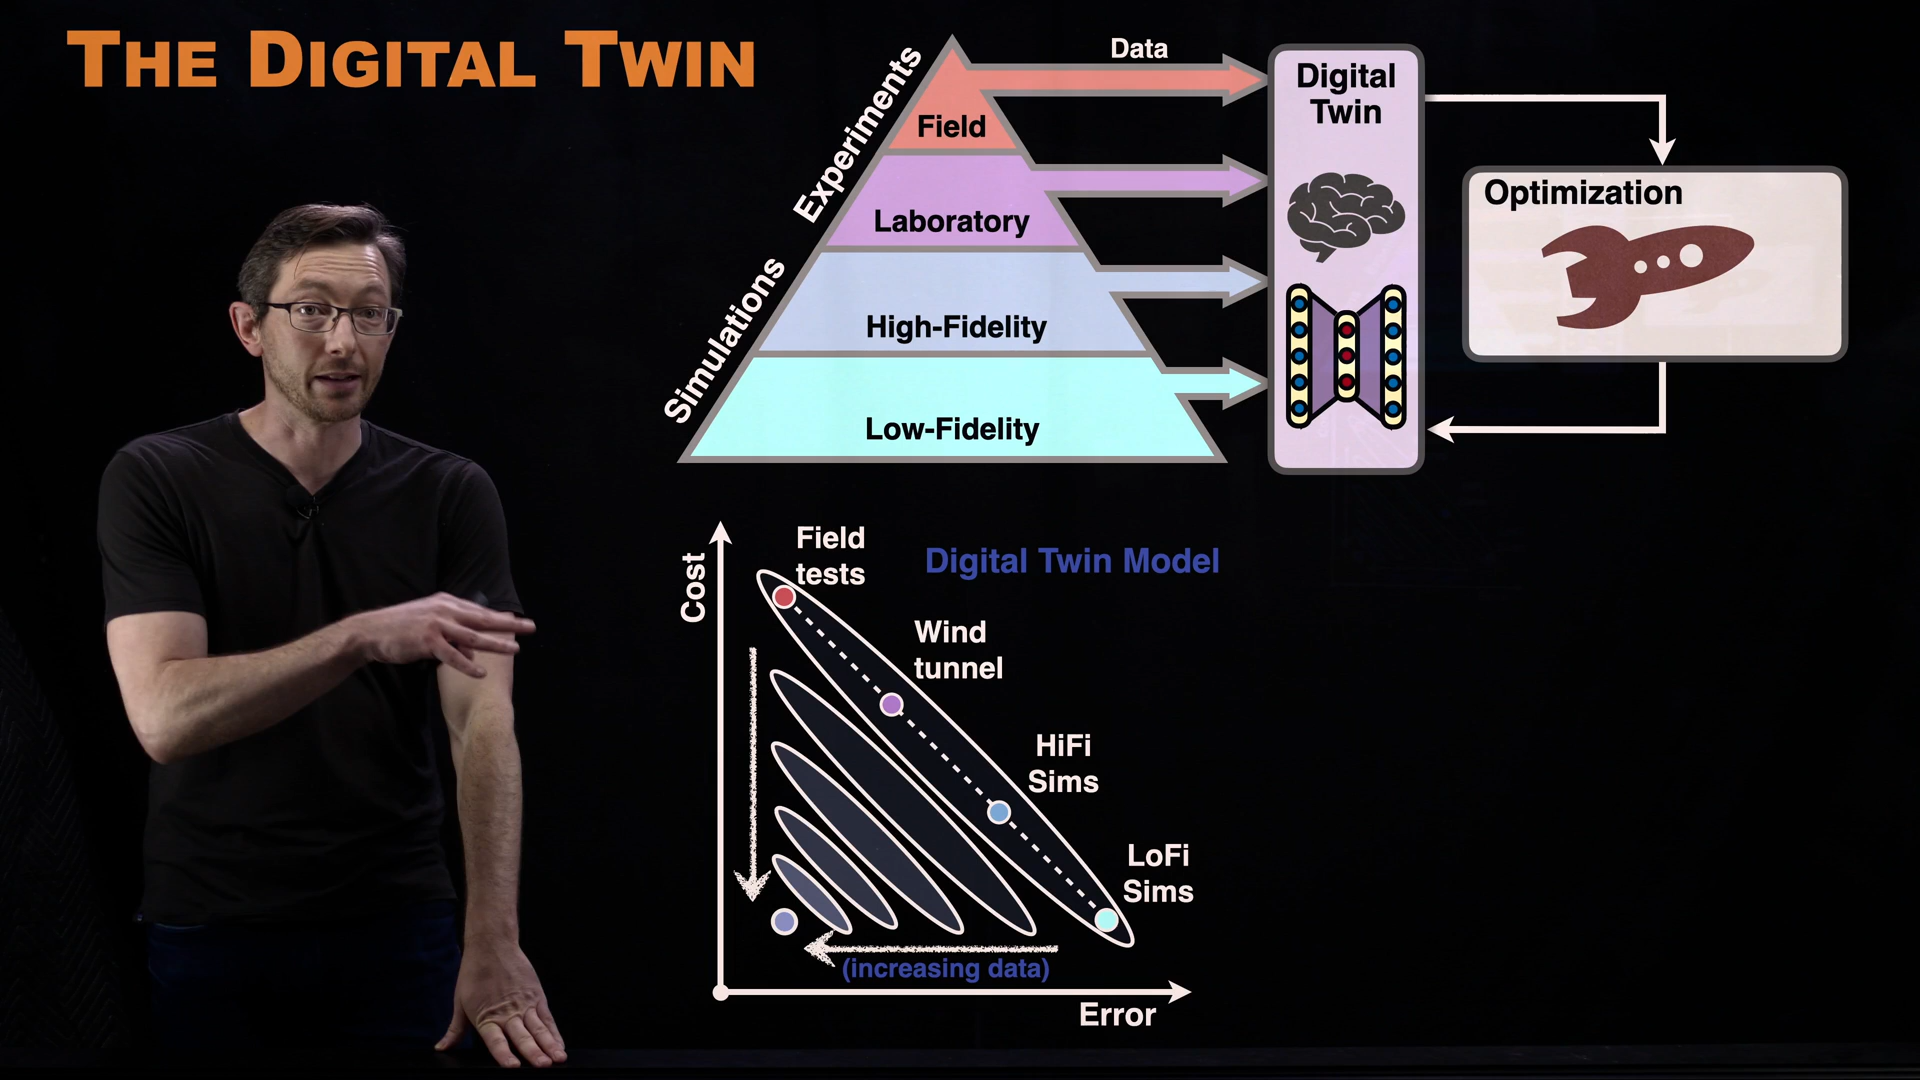 THE DIGITAL TWIN
Experiments
Simulations
Field
Laboratory
High-Fidelity
Low-Fidelity
Data
Digital
Twin
Optimization
Cost
Field
tests
Digital Twin Model
Wind
tunnel
HiFi
Sims
LoFi
Sims
(increasing data)
Error